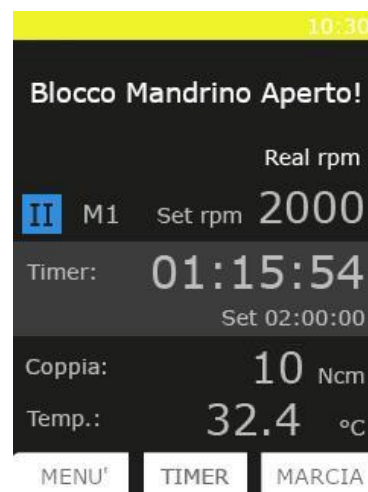 10:30
Blocco Mandrino Aperto!
Real rpm
II M1 Set rpm 2000
Timer: 01:15:54
Set 02:00:00
Coppia: 10 Ncm
Temp.: 32.4 °C
MENU' TIMER MARCIA